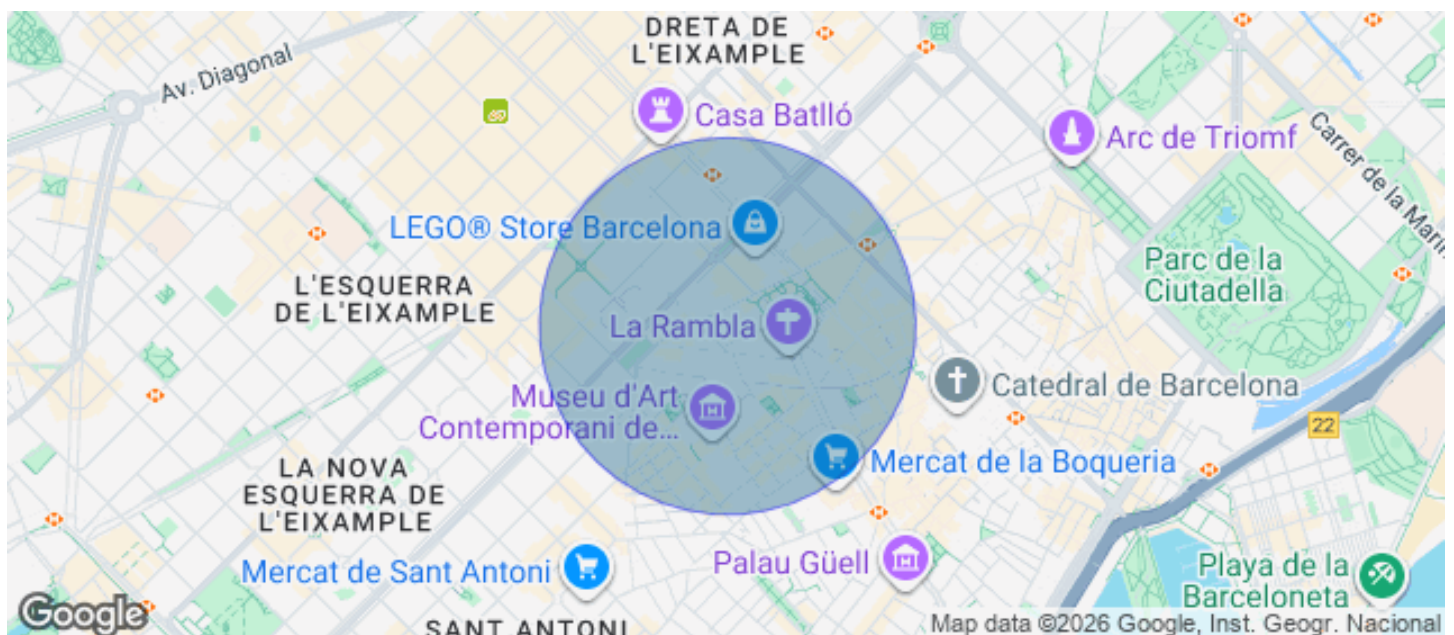 DRETA DE
L'EIXAMPLE
Av. Diagonal
Casa Batlló
Arc de Triomf
Carrer de la Marin
LEGO® Store Barcelona
Parc de la
Ciutadella
L'ESQUERRA
DE L'EIXAMPLE
La Rambla
Catedral de Barcelona
Museu d'Art
Contemporani de...
22
Mercat de la Boqueria
LA NOVA
ESQUERRA DE
L'EIXAMPLE
Mercat de Sant Antoni
Palau Güell
Playa de la
Barceloneta
Google
SANT ANTONI
Map data ©2026 Google, Inst. Geogr. Nacional